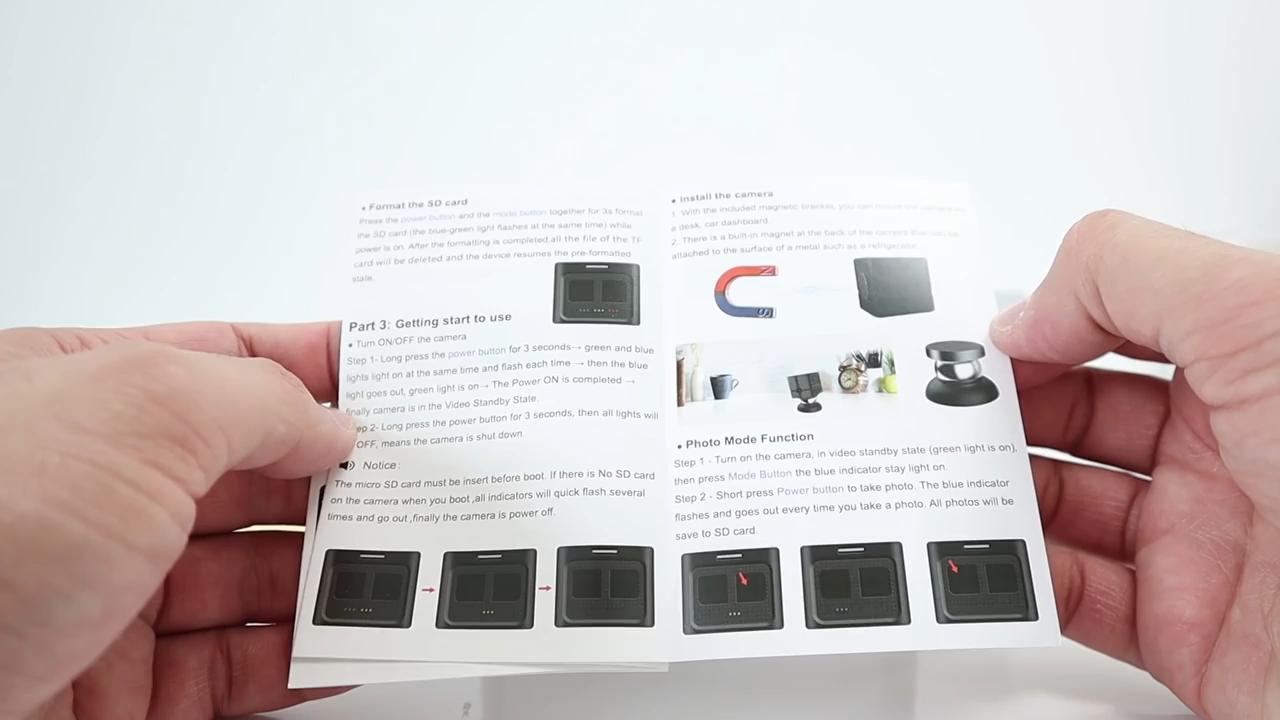 • Format the SD card
Press the power button and the mode button together for 3s format
the SD card (the blue-green light flashes at the same time) while
power is on. After the formatting is completed,all the file of the TF
card will be deleted and the device resumes the pre-formatted
state.
Part 3: Getting start to use
• Turn ON/OFF the camera
Step 1- Long press the power button for 3 seconds→ green and blue
lights light on at the same time and flash each time → then the blue
light goes out, green light is on→ The Power ON is completed →
finally camera is in the Video Standby State.
ep 2- Long press the power button for 3 seconds, then all lights will
OFF, means the camera is shut down.
Notice:
The micro SD card must be insert before boot. If there is No SD card
on the camera when you boot ,all indicators will quick flash several
times and go out ,finally the camera is power off.
• Install the camera
1. With the included magnetic bracket, you can mount the
a desk, car dashboard.
2. There is a built-in magnet at the back of the camera that can be
attached to the surface of a metal such as a refrigerator.
N
S
• Photo Mode Function
Step 1 - Turn on the camera, in video standby state (green light is on),
then press Mode Button the blue indicator stay light on.
Step 2 - Short press Power button to take photo. The blue indicator
flashes and goes out every time you take a photo. All photos will be
save to SD card.